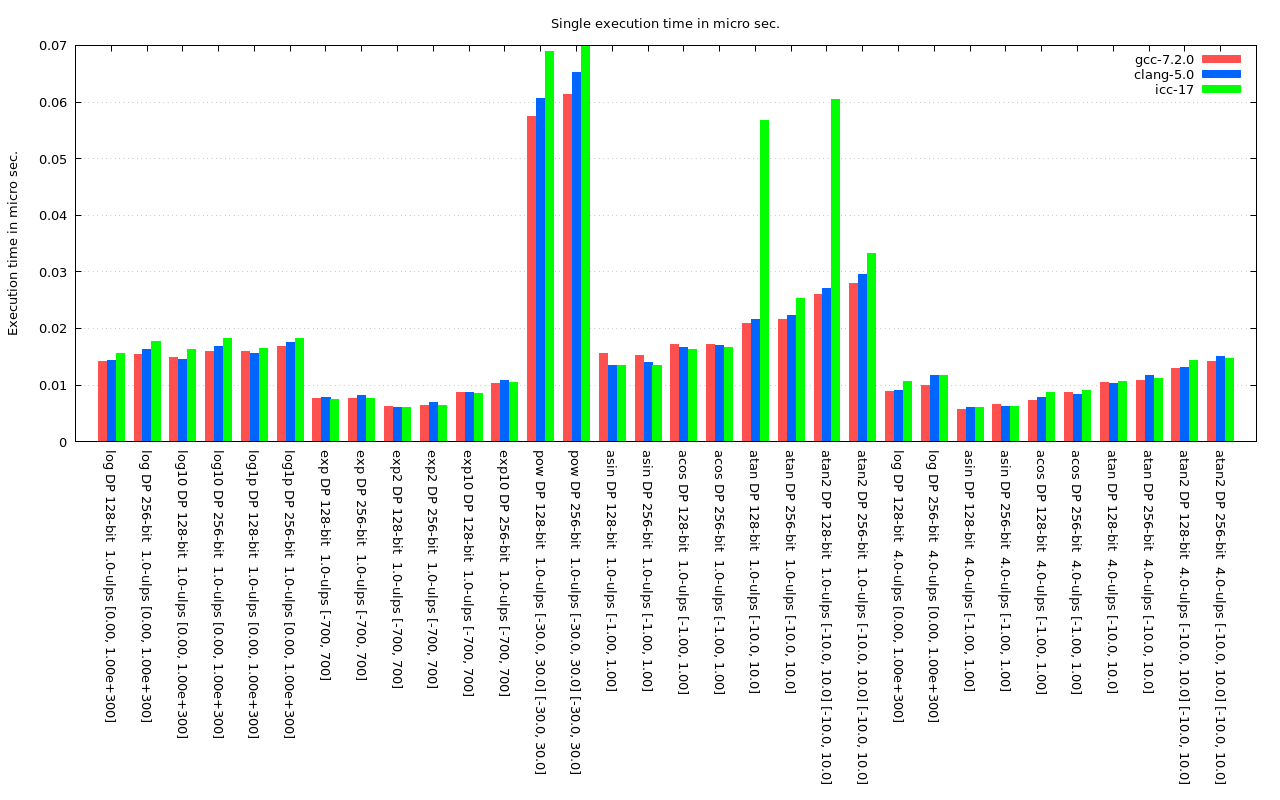 Single execution time in micro sec.
Execution time in micro sec.
0.07
0.06
0.05
0.04
0.03
0.02
0.01
0
gcc-7.2.0
clang-5.0
icc-17
log DP 128-bit  1.0-ulps [0.00, 1.00e+300]
log DP 256-bit  1.0-ulps [0.00, 1.00e+300]
log10 DP 128-bit  1.0-ulps [0.00, 1.00e+300]
log10 DP 256-bit  1.0-ulps [0.00, 1.00e+300]
log1p DP 128-bit  1.0-ulps [0.00, 1.00e+300]
log1p DP 256-bit  1.0-ulps [0.00, 1.00e+300]
exp DP 128-bit  1.0-ulps [-700, 700]
exp DP 256-bit  1.0-ulps [-700, 700]
exp2 DP 128-bit  1.0-ulps [-700, 700]
exp2 DP 256-bit  1.0-ulps [-700, 700]
exp10 DP 128-bit  1.0-ulps [-700, 700]
exp10 DP 256-bit  1.0-ulps [-700, 700]
pow DP 128-bit  1.0-ulps [-30.0, 30.0] [-30.0, 30.0]
pow DP 256-bit  1.0-ulps [-30.0, 30.0] [-30.0, 30.0]
asin DP 128-bit  1.0-ulps [-1.00, 1.00]
asin DP 256-bit  1.0-ulps [-1.00, 1.00]
acos DP 128-bit  1.0-ulps [-1.00, 1.00]
acos DP 256-bit  1.0-ulps [-1.00, 1.00]
atan DP 128-bit  1.0-ulps [-10.0, 10.0]
atan DP 256-bit  1.0-ulps [-10.0, 10.0]
atan2 DP 128-bit  1.0-ulps [-10.0, 10.0] [-10.0, 10.0]
atan2 DP 256-bit  1.0-ulps [-10.0, 10.0] [-10.0, 10.0]
log DP 128-bit  4.0-ulps [0.00, 1.00e+300]
log DP 256-bit  4.0-ulps [0.00, 1.00e+300]
asin DP 128-bit  4.0-ulps [-1.00, 1.00]
asin DP 256-bit  4.0-ulps [-1.00, 1.00]
acos DP 128-bit  4.0-ulps [-1.00, 1.00]
acos DP 256-bit  4.0-ulps [-1.00, 1.00]
atan DP 128-bit  4.0-ulps [-10.0, 10.0]
atan DP 256-bit  4.0-ulps [-10.0, 10.0]
atan2 DP 128-bit  4.0-ulps [-10.0, 10.0] [-10.0, 10.0]
atan2 DP 256-bit  4.0-ulps [-10.0, 10.0] [-10.0, 10.0]